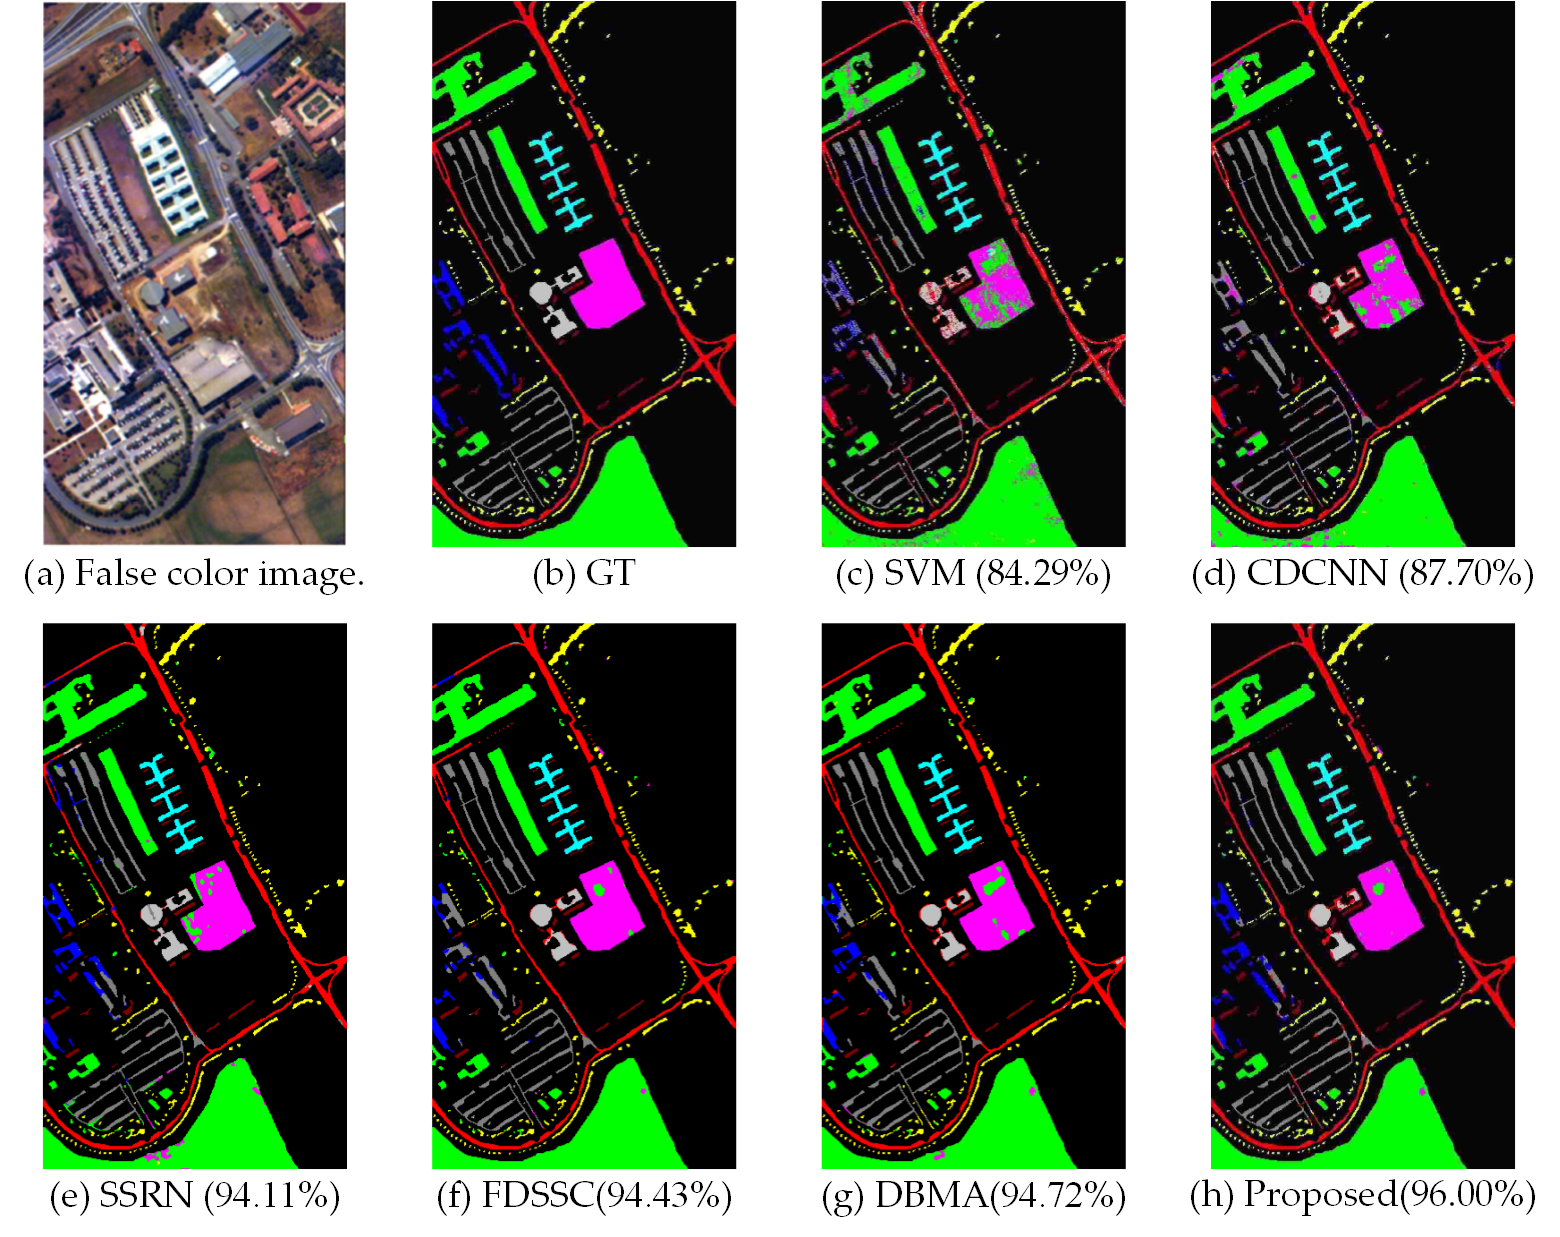 (a) False color image.
(b) GT
(c) SVM (84.29%)
(d) CDCNN (87.70%)
(e) SSRN (94.11%)
(f) FDSSC(94.43%)
(g) DBMA(94.72%)
(h) Proposed(96.00%)